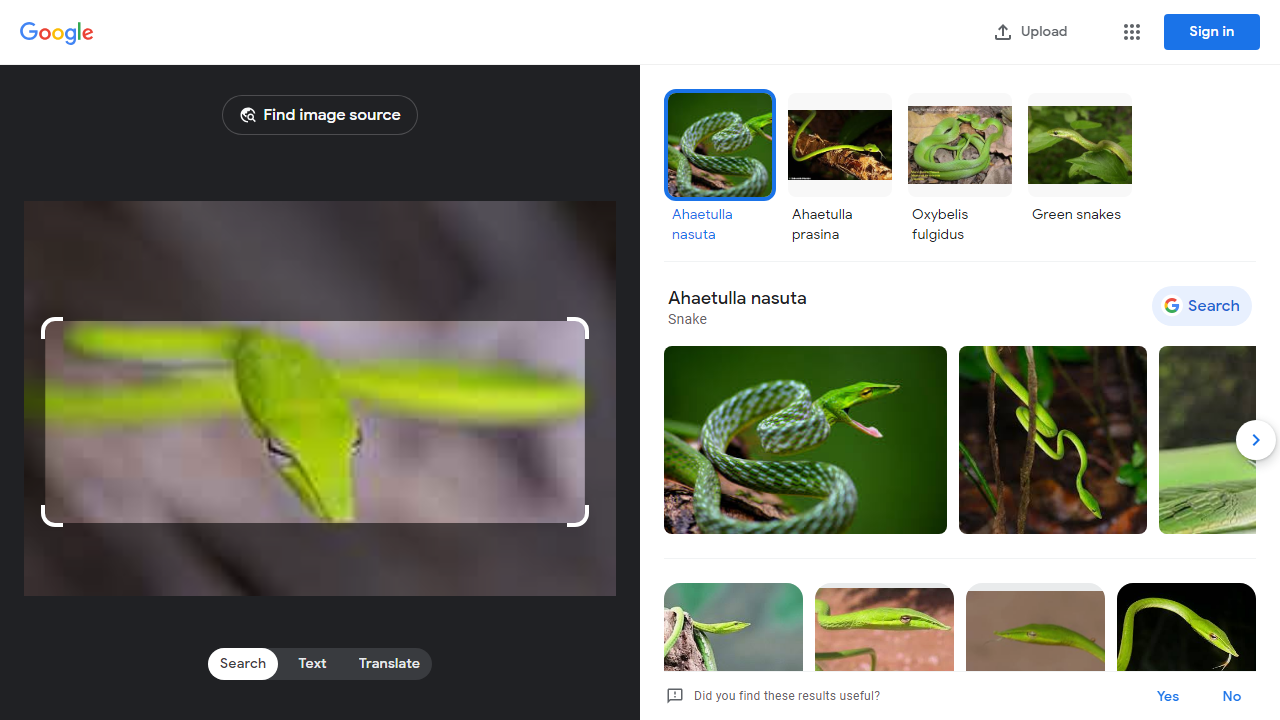 Google
Upload
Sign in
Find image source
Ahaetulla
nasuta
Ahaetulla
prasina
Oxybelis
fulgidus
Green snakes
Ahaetulla nasuta
Snake
Search
Search
Text
Translate
Did you find these results useful?
Yes
No